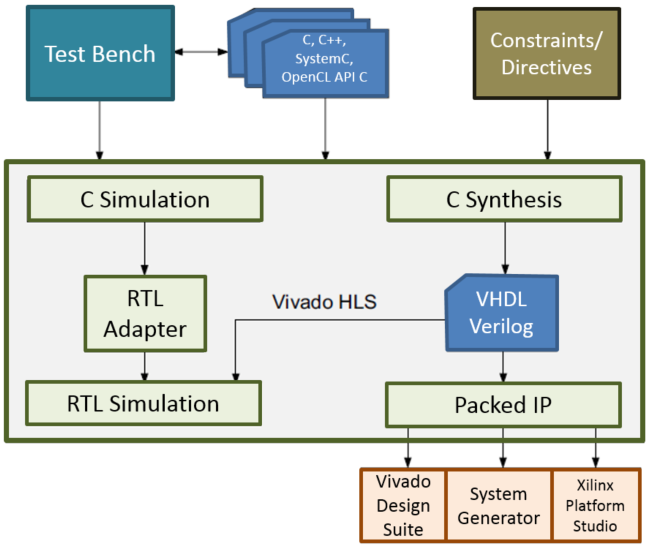 Test Bench
C, C++,
SystemC,
OpenCL API C
Constraints/
Directives
C Simulation
C Synthesis
RTL
Adapter
Vivado HLS
VHDL
Verilog
RTL Simulation
Packed IP
Vivado
Design
Suite
System
Generator
Xilinx
Platform
Studio